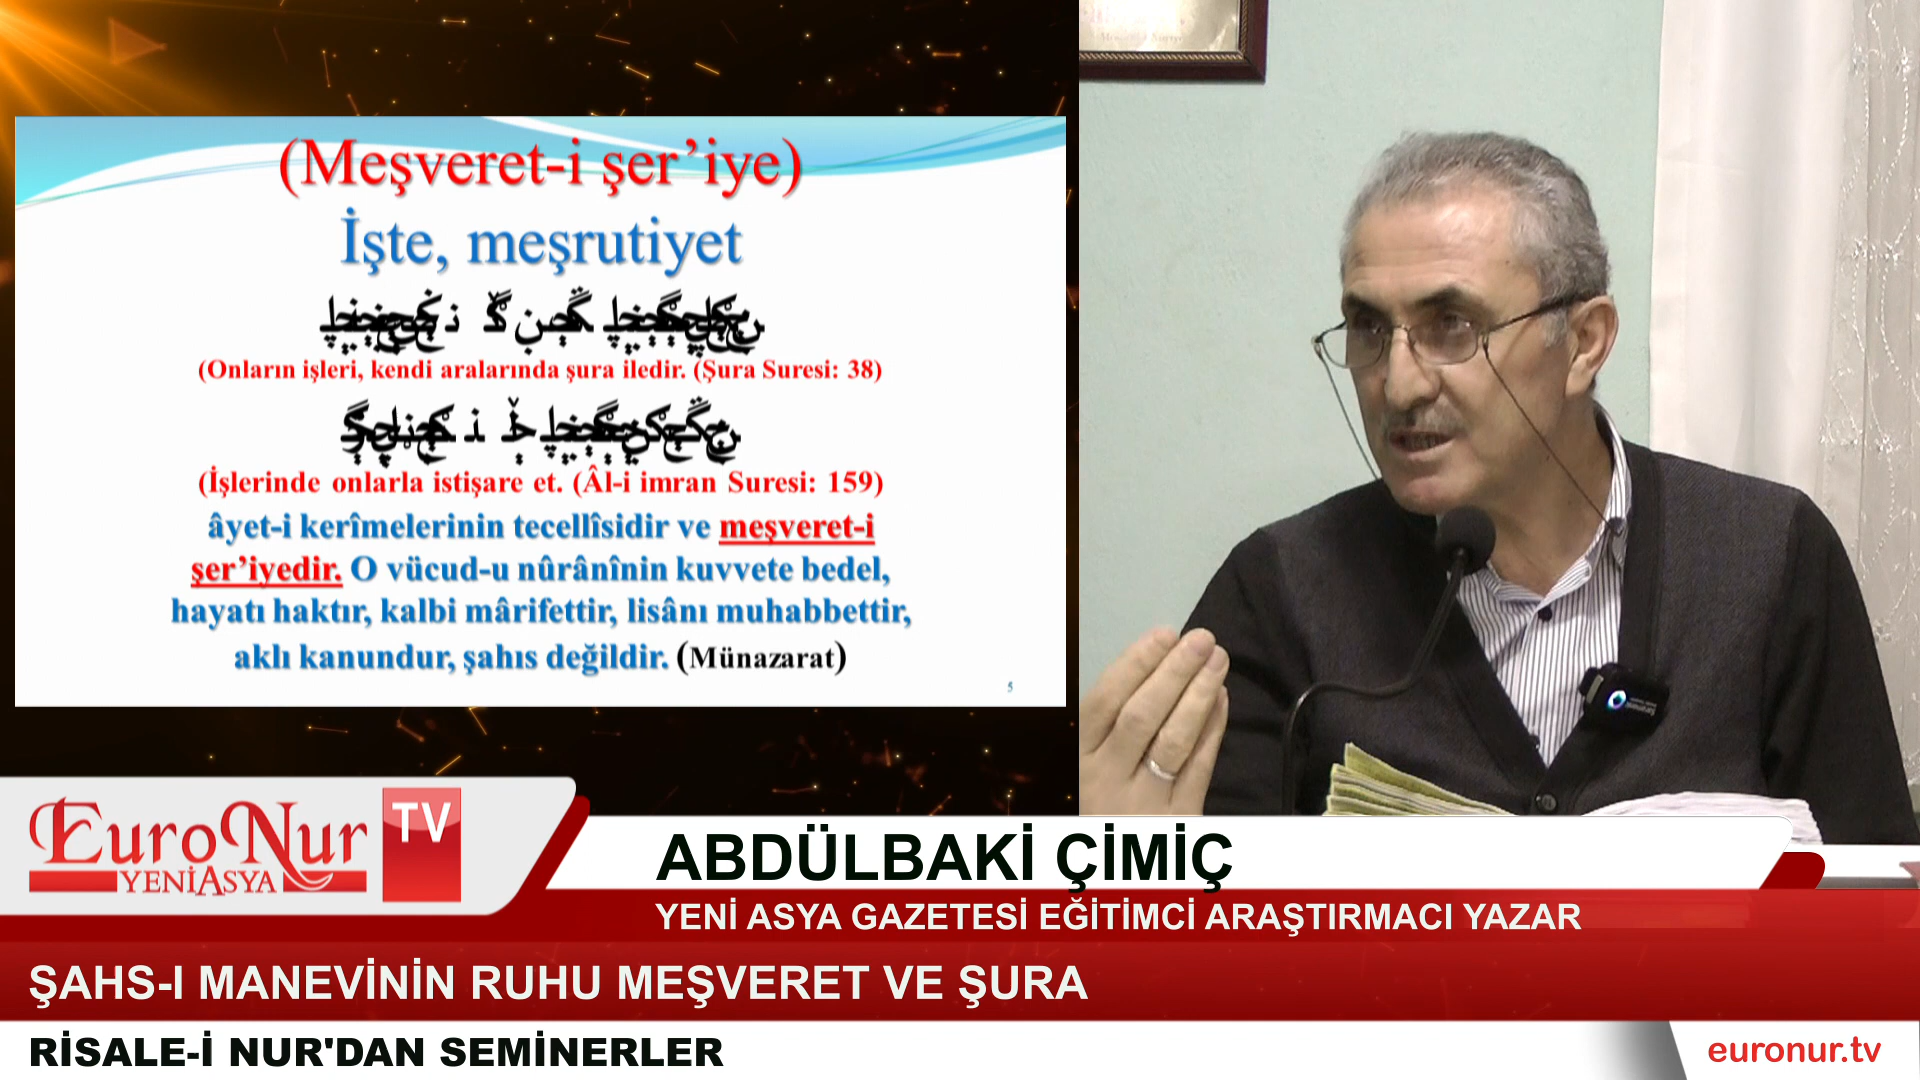 (Meşveret-i şer’iye)
İşte, meşrutiyet
(Onların işleri, kendi aralarında şura iledir. (Şura Suresi: 38)
(İşlerinde onlarla istişare et. (Âl-i imran Suresi: 159)
âyet-i kerîmelerinin tecellîsidir ve meşveret-i
şer’iyedir. O vücud-u nûrânînin kuvvete bedel,
hayatı haktır, kalbi mârifettir, lisânı muhabbettir,
aklı kanundur, şahıs değildir. (Münazarat)
5
EuroNur TV
YENİASYA
ABDÜLBAKİ ÇİMİÇ
YENİ ASYA GAZETESİ EĞİTİMCİ ARAŞTIRMACI YAZAR
ŞAHS-I MANEVİNİN RUHU MEŞVERET VE ŞURA
RİSALE-İ NUR'DAN SEMİNERLER
euronur.tv